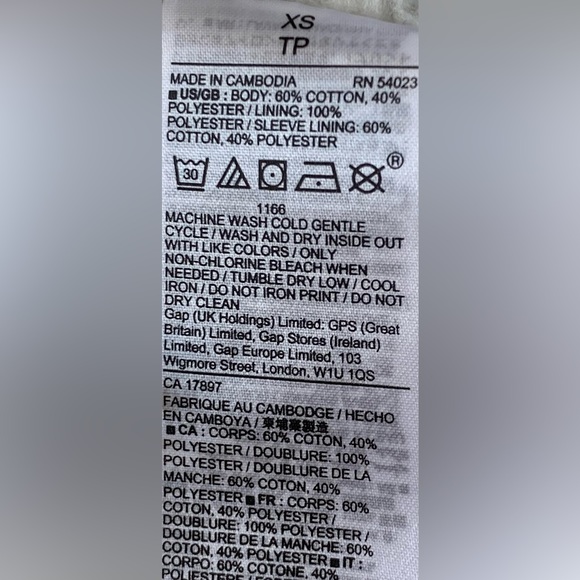 XS
TP
MADE IN CAMBODIA RN 54023
■ US/GB : BODY: 60% COTTON, 40%
POLYESTER / LINING: 100%
POLYESTER / SLEEVE LINING: 60%
COTTON, 40% POLYESTER
30 ®
1166
MACHINE WASH COLD GENTLE
CYCLE / WASH AND DRY INSIDE OUT
WITH LIKE COLORS / ONLY
NON-CHLORINE BLEACH WHEN
NEEDED / TUMBLE DRY LOW / COOL
IRON / DO NOT IRON PRINT / DO NOT
DRY CLEAN
Gap (UK Holdings) Limited: GPS (Great
Britain) Limited, Gap Stores (Ireland)
Limited, Gap Europe Limited, 103
Wigmore Street, London, W1U 1QS
CA 17897
FABRIQUE AU CAMBODGE / HECHO
EN CAMBOYA / 柬埔寨製造
■ CA : CORPS: 60% COTON, 40%
POLYESTER / DOUBLURE: 100%
POLYESTER / DOUBLURE DE LA
MANCHE: 60% COTON, 40%
POLYESTER ■ FR : CORPS: 60%
COTON, 40% POLYESTER /
DOUBLURE: 100% POLYESTER /
DOUBLURE DE LA MANCHE: 60%
COTON, 40% POLYESTER ■ IT :
CORPO: 60% COTONE, 40%
POLIESTERE /